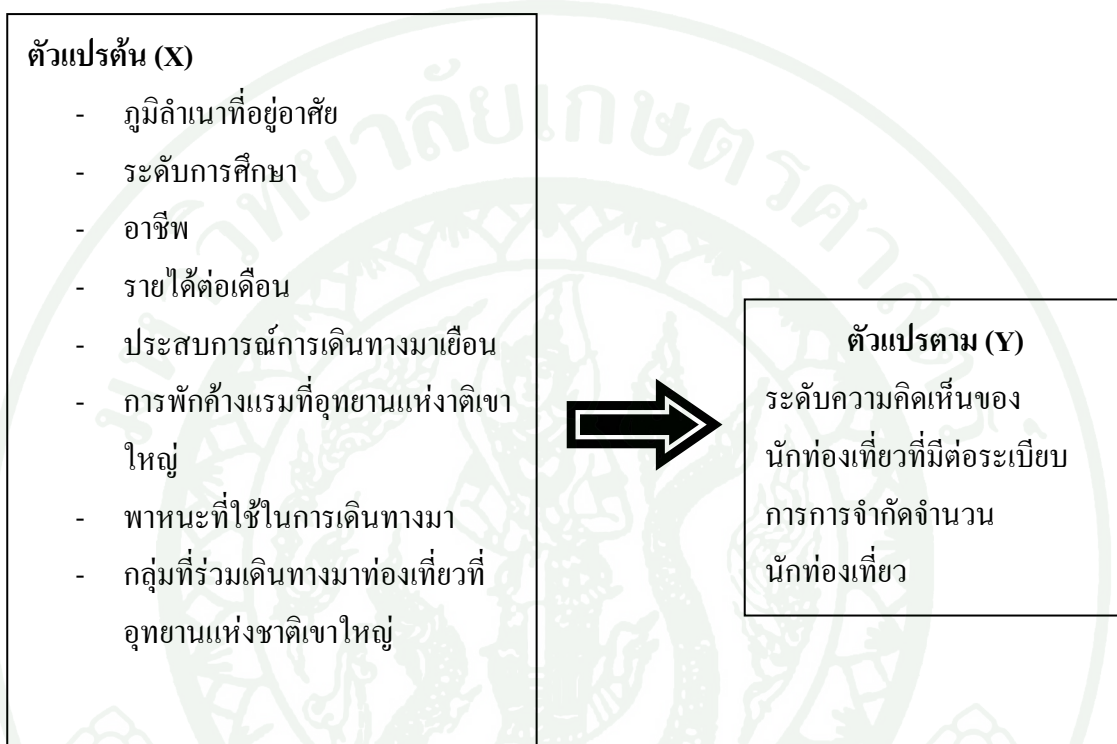 ตัวแปรต้น (X)
- ภูมิลำเนาที่อยู่อาศัย
- ระดับการศึกษา
- อาชีพ
- รายได้ต่อเดือน
- ประสบการณ์การเดินทางมาเยือน
- การพักค้างแรมที่อุทยานแห่งาติเขา
ใหญ่
- พาหนะที่ใช้ในการเดินทางมา
- กลุ่มที่ร่วมเดินทางมาท่องเที่ยวที่
อุทยานแห่งชาติเขาใหญ่
ตัวแปรตาม (Y)
ระดับความคิดเห็นของ
นักท่องเที่ยวที่มีต่อระเบียบ
การการจำกัดจำนวน
นักท่องเที่ยว